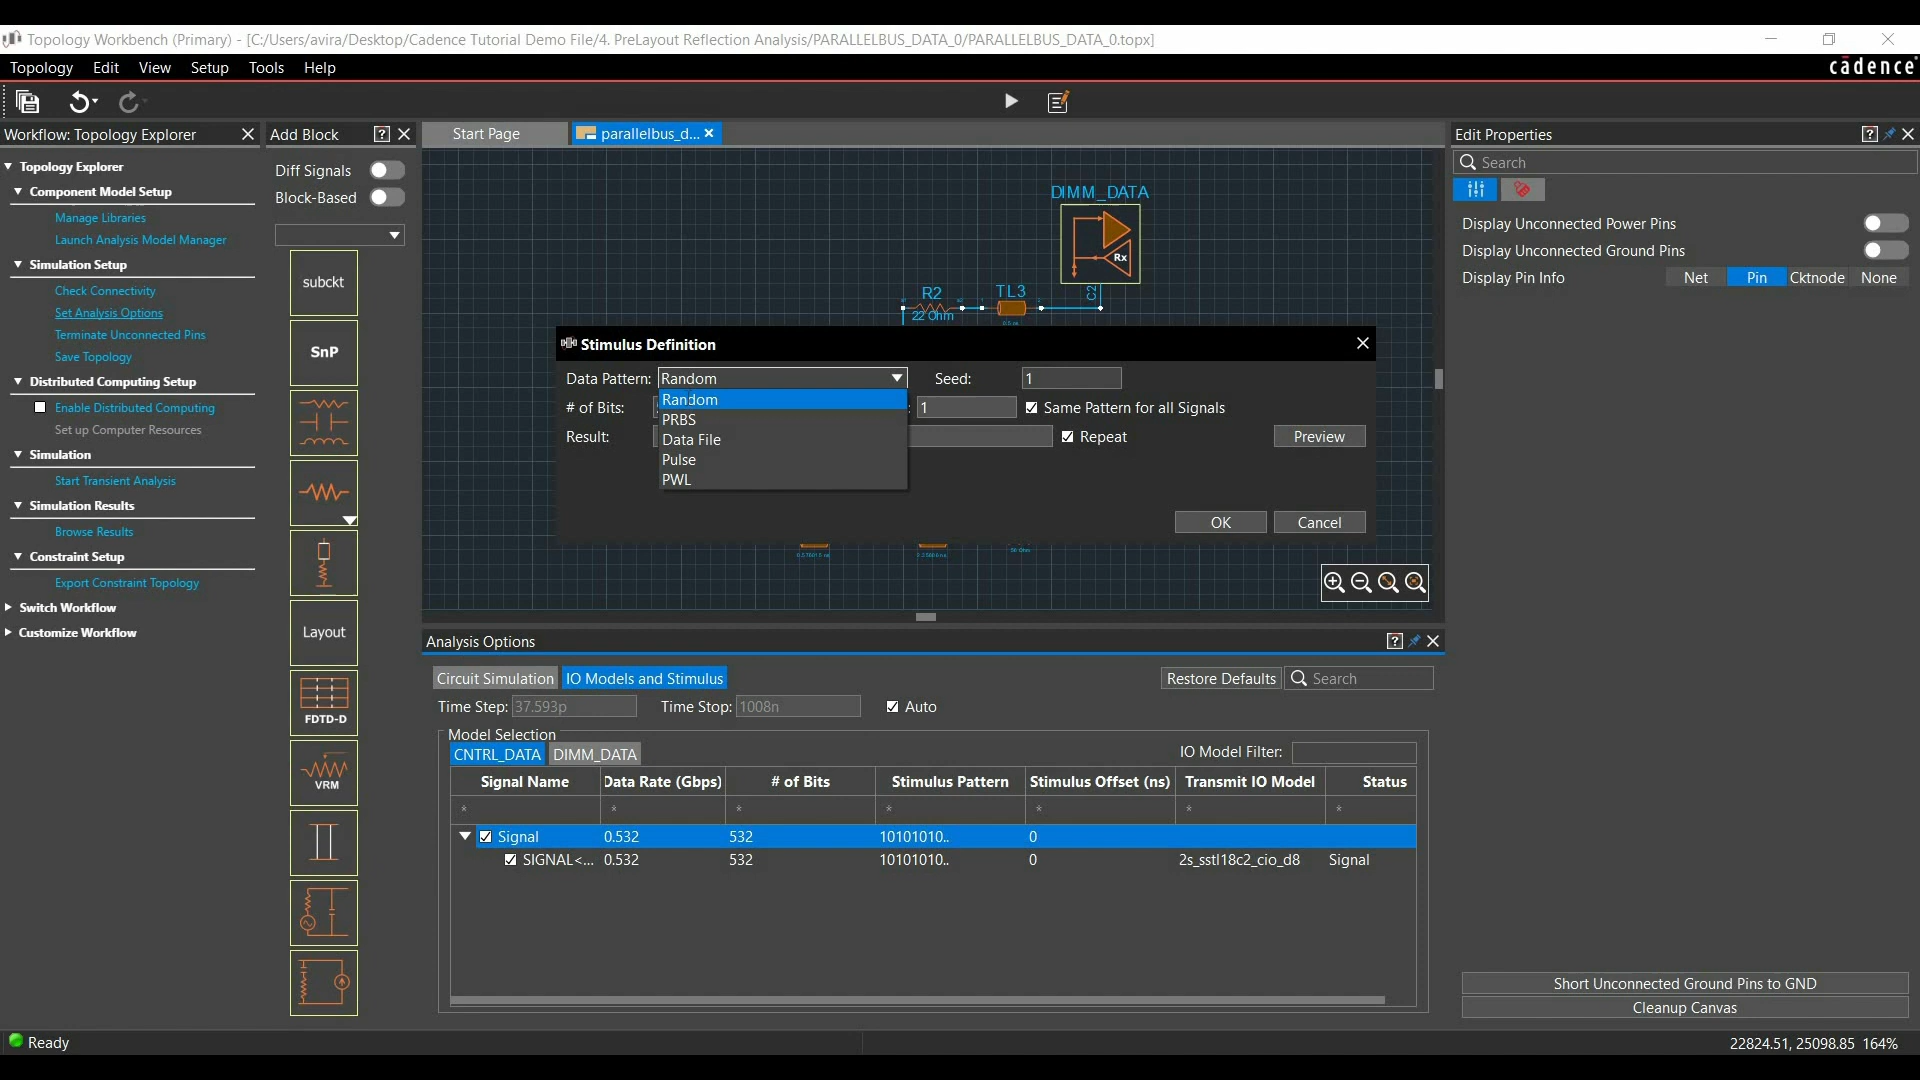 Topology Workbench (Primary) - [C:/Users/avira/Desktop/Cadence Tutorial Demo File/4. PreLayout Reflection Analysis/PARALLELBUS_DATA_0/PARALLELBUS_DATA_0.topx]
Topology Edit View Setup Tools Help
cādence
Workflow: Topology Explorer
Topology Explorer
Component Model Setup
Manage Libraries
Launch Analysis Model Manager
Simulation Setup
Check Connectivity
Set Analysis Options
Terminate Unconnected Pins
Save Topology
Distributed Computing Setup
Enable Distributed Computing
Set up Computer Resources
Simulation
Start Transient Analysis
Simulation Results
Browse Results
Constraint Setup
Export Constraint Topology
Switch Workflow
Customize Workflow
Add Block
Diff Signals
Block-Based
subckt
SnP
Layout
FDTD-D
VRM
Start Page
parallelbus_d...
DIMM_DATA
Rx
C2
R2
22 Ohm
TL3
0.5 ns
Stimulus Definition
Data Pattern: Random Seed: 1
Random
PRBS
Data File
Pulse
PWL
# of Bits: : 1 Same Pattern for all Signals
Result: Repeat Preview
OK Cancel
50 Ohm
Analysis Options
Circuit Simulation IO Models and Stimulus Restore Defaults Search
Time Step: 37.593p Time Stop: 1008n Auto
Model Selection
CNTRL_DATA DIMM_DATA IO Model Filter:
Signal Name Data Rate (Gbps) # of Bits Stimulus Pattern Stimulus Offset (ns) Transmit IO Model Status
* * * * * * *
Signal 0.532 532 10101010.. 0
SIGNAL<... 0.532 532 10101010.. 0 2s_sstl18c2_cio_d8 Signal
Edit Properties
Search
Display Unconnected Power Pins
Display Unconnected Ground Pins
Display Pin Info Net Pin Cktnode None
Short Unconnected Ground Pins to GND
Cleanup Canvas
Ready
22824.51, 25098.85 164%